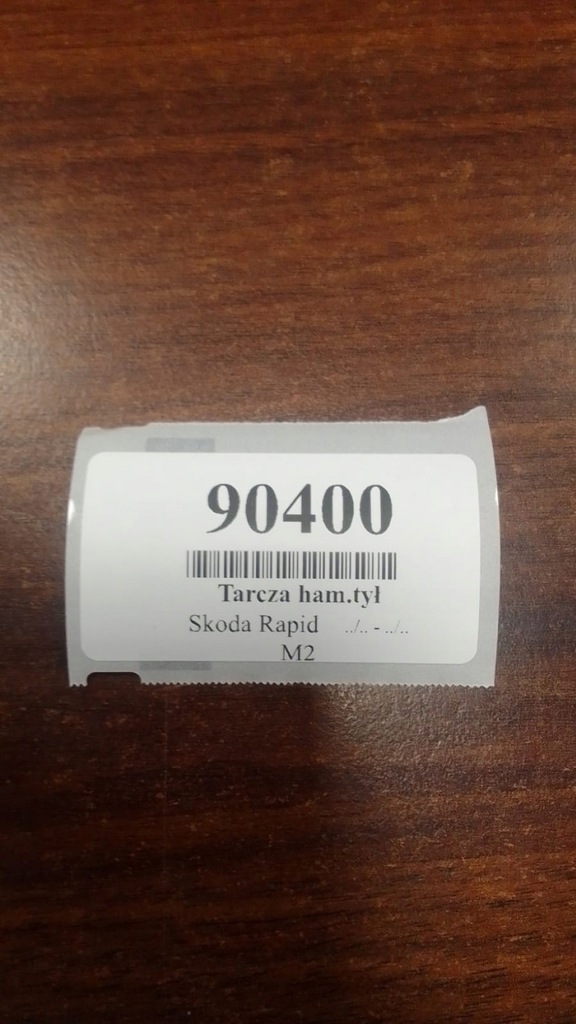 90400
Tarcza ham.tył
Skoda Rapid ../.. - ../..
M2